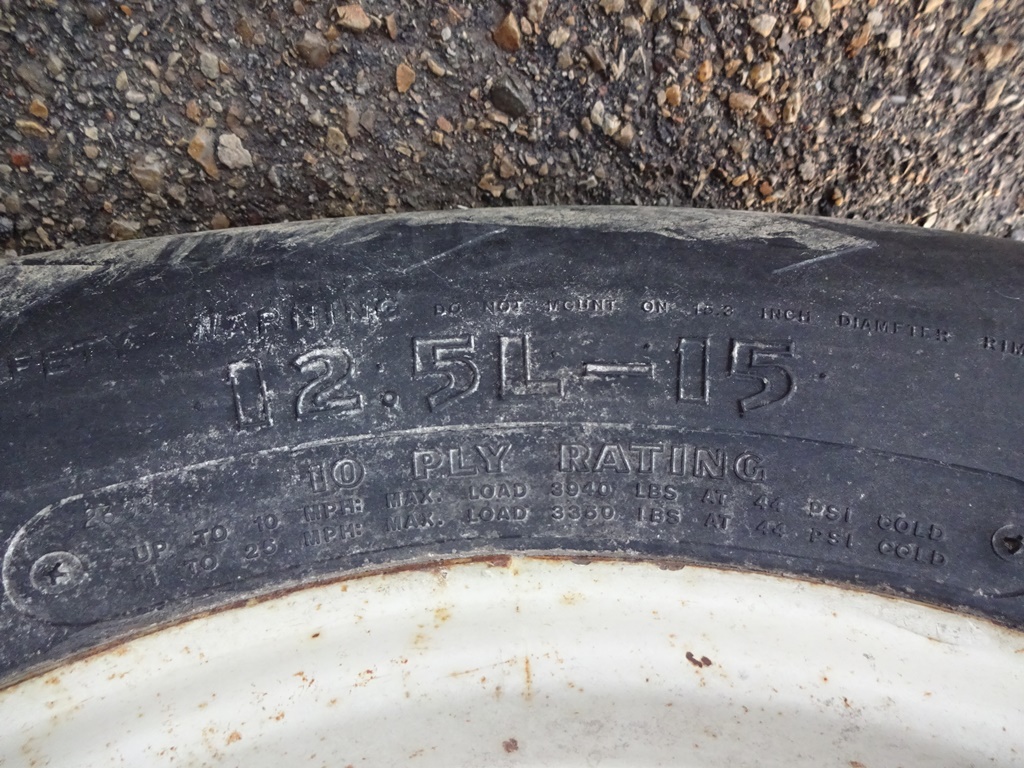 WARNING DO NOT MOUNT ON 15.3 INCH DIAMETER RIM
12.5L-15
10 PLY RATING
UP TO 10 MPH: MAX. LOAD 3940 LBS AT 44 PSI COLD
TO 25 MPH: MAX. LOAD 3360 LBS AT 44 PSI COLD